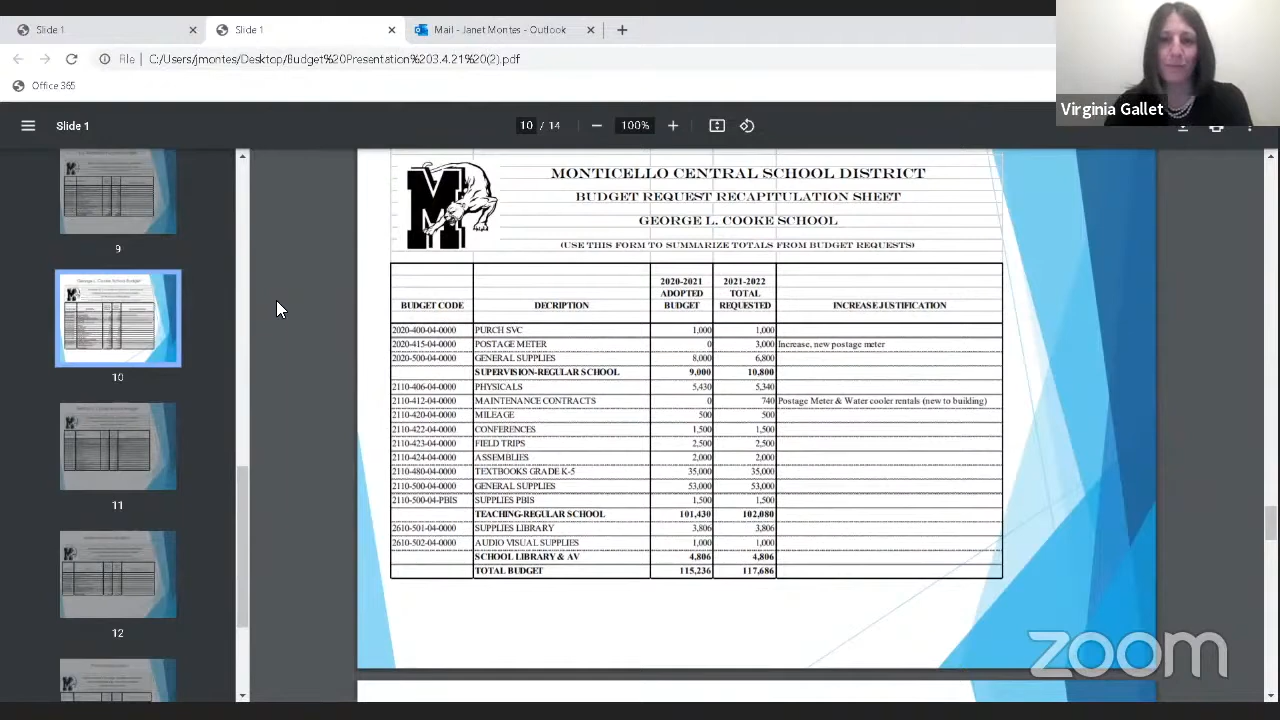 Slide 1
Slide 1
Mail - Janet Montes - Outlook
File | C:/Users/jmontes/Desktop/Budget%20Presentation%203.4.21%20(2).pdf
Office 365
Virginia Gallet
Slide 1
10 / 14
100%
9
10
11
12
M
MONTICELLO CENTRAL SCHOOL DISTRICT
BUDGET REQUEST RECAPITULATION SHEET
GEORGE L. COOKE SCHOOL
(USE THIS FORM TO SUMMARIZE TOTALS FROM BUDGET REQUESTS)
BUDGET CODE DECRIPTION 2020-2021 ADOPTED BUDGET 2021-2022 TOTAL REQUESTED INCREASE JUSTIFICATION
2020-400-04-0000 PURCH SVC 1,000 1,000
2020-415-04-0000 POSTAGE METER 0 3,000 Increase, new postage meter
2020-500-04-0000 GENERAL SUPPLIES 8,000 6,800
SUPERVISION-REGULAR SCHOOL 9,000 10,800
2110-406-04-0000 PHYSICALS 5,430 5,340
2110-412-04-0000 MAINTENANCE CONTRACTS 0 740 Postage Meter & Water cooler rentals (new to building)
2110-420-04-0000 MILEAGE 500 500
2110-422-04-0000 CONFERENCES 1,500 1,500
2110-423-04-0000 FIELD TRIPS 2,500 2,500
2110-424-04-0000 ASSEMBLIES 2,000 2,000
2110-480-04-0000 TEXTBOOKS GRADE K-5 35,000 35,000
2110-500-04-0000 GENERAL SUPPLIES 53,000 53,000
2110-500-04-PBIS SUPPLIES PBIS 1,500 1,500
TEACHING-REGULAR SCHOOL 101,430 102,080
2610-501-04-0000 SUPPLIES LIBRARY 3,806 3,806
2610-502-04-0000 AUDIO VISUAL SUPPLIES 1,000 1,000
SCHOOL LIBRARY & AV 4,806 4,806
TOTAL BUDGET 115,236 117,686
zoom